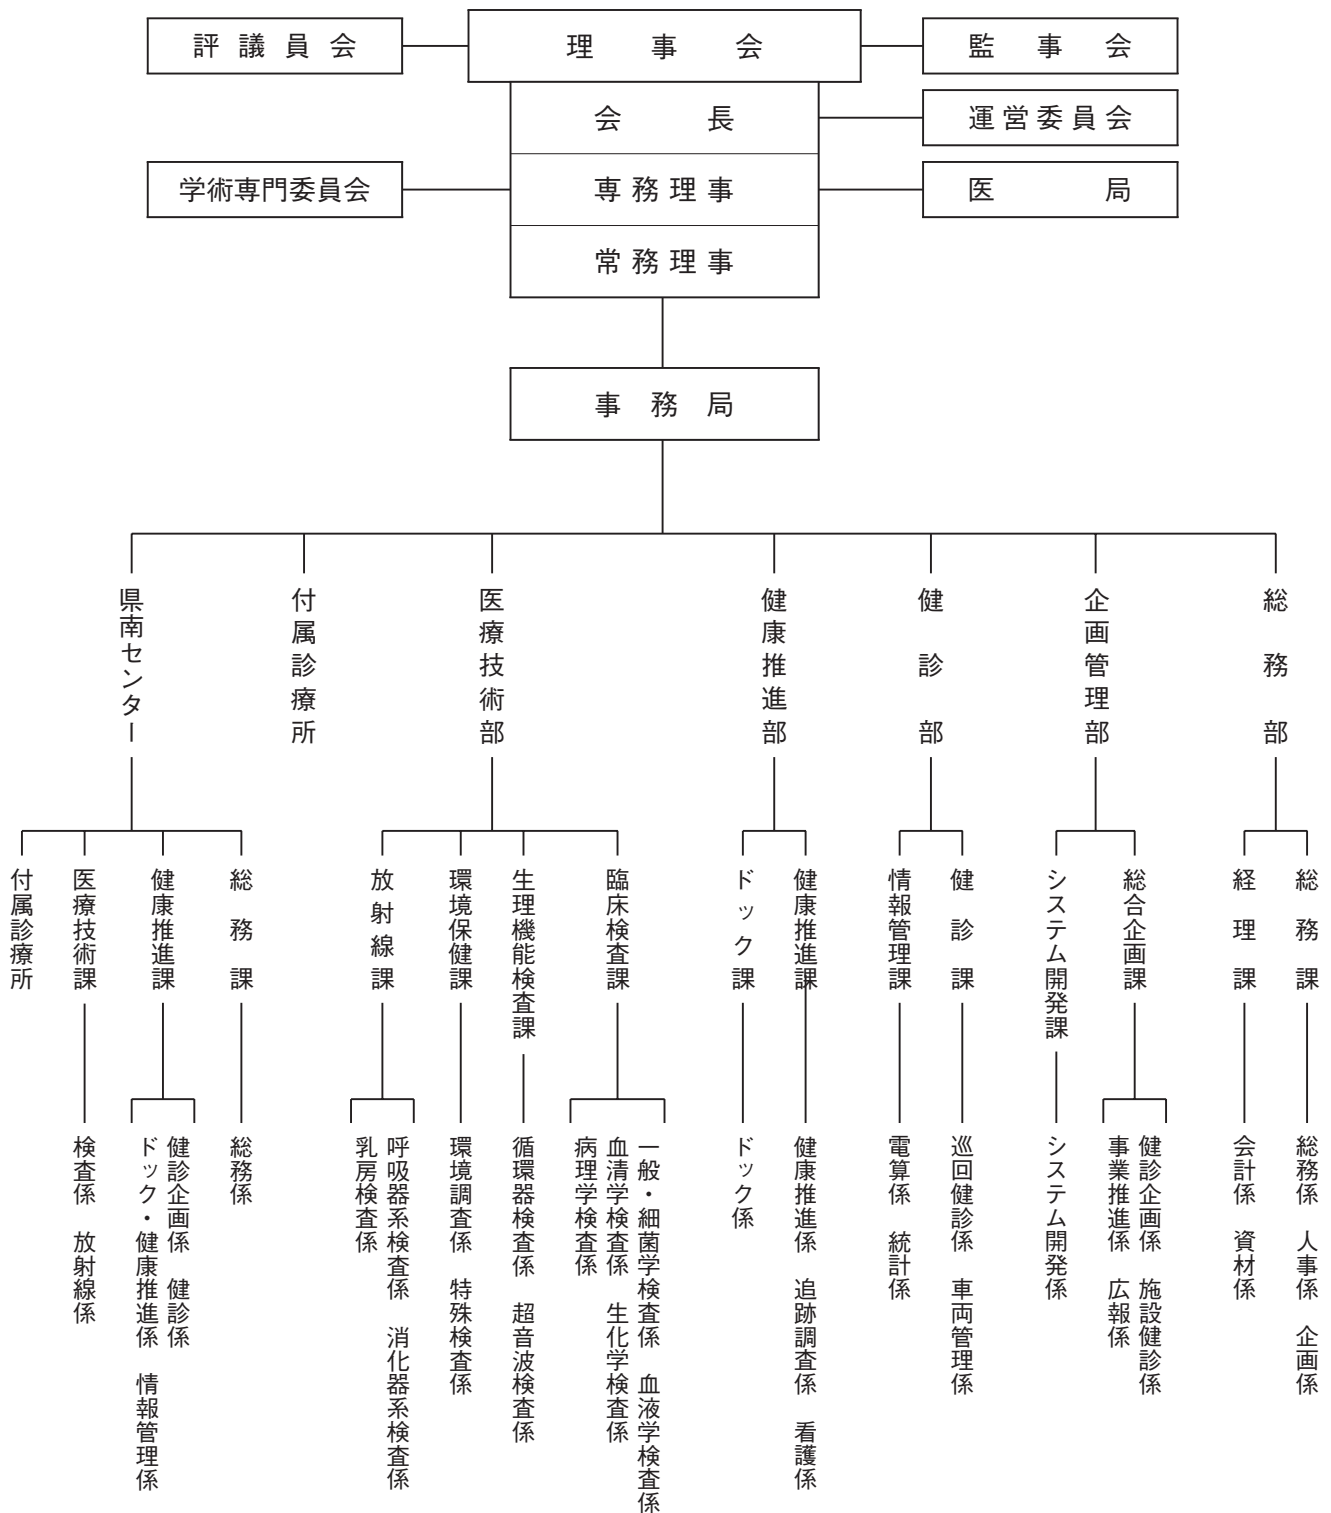 評議員会
理事会
監事会
会長
運営委員会
学術専門委員会
専務理事
医局
常務理事
事務局
総務部
企画管理部
健診部
健康推進部
医療技術部
付属診療所
県南センター
総務課
経理課
総合企画課
システム開発課
健診課
情報管理課
健康推進課
ドック課
臨床検査課
生理機能検査課
環境保健課
放射線課
総務課
健康推進課
医療技術課
付属診療所
総務係 人事係 企画係
会計係 資材係
健診企画係 施設健診係
事業推進係 広報係
システム開発係
巡回健診係 車両管理係
電算係 統計係
健康推進係 追跡調査係 看護係
ドック係
一般・細菌学検査係 血液学検査係
血清学検査係 生化学検査係
病理学検査係
循環器検査係 超音波検査係
環境調査係 特殊検査係
呼吸器系検査係 消化器系検査係
乳房検査係
総務係
健診企画係 健診係
ドック・健康推進係 情報管理係
検査係 放射線係